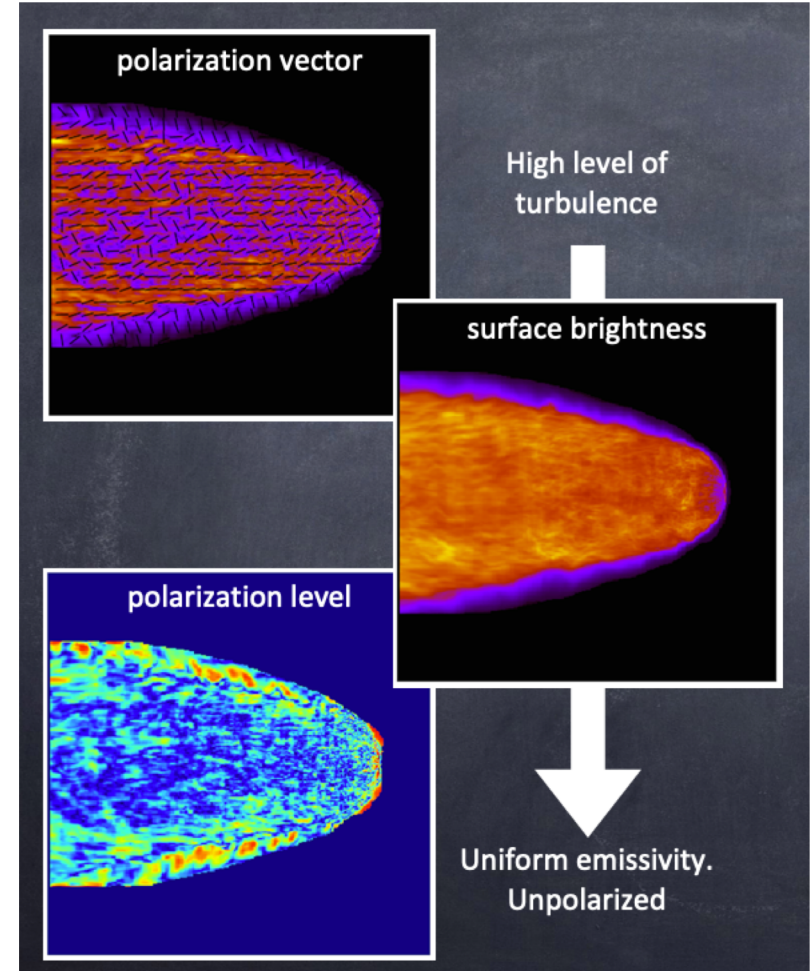 polarization vector
High level of
turbulence
surface brightness
polarization level
Uniform emissivity.
Unpolarized